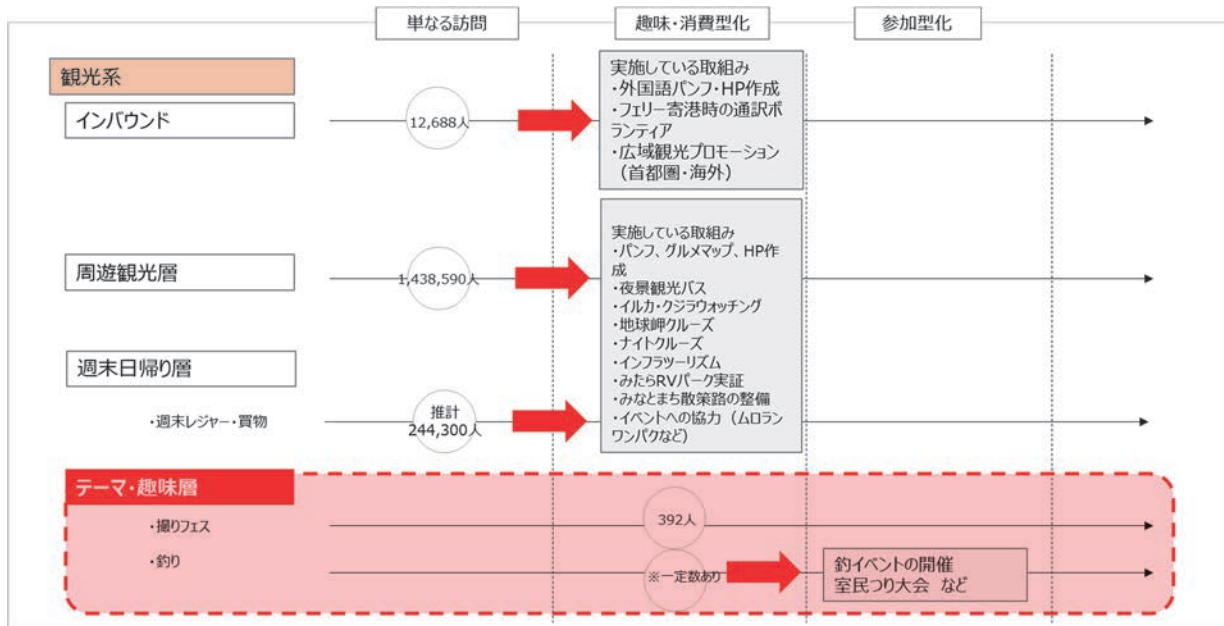 単なる訪問
趣味・消費型化
参加型化
観光系
インバウンド
12,688人
実施している取組み
・外国語パンフ・HP作成
・フェリー寄港時の通訳ボ
ランティア
・広域観光プロモーション
(首都圏・海外)
周遊観光層
1,438,590人
実施している取組み
・パンフ、グルメマップ、HP作
成
・夜景観光バス
・イルカ・クジラウォッチング
・地球岬クルーズ
・ナイトクルーズ
・インフラツーリズム
・みたらRVパーク実証
・みなとまち散策路の整備
・イベントへの協力(ムロラン
ワンパクなど)
週末日帰り層
・週末レジャー・買物
推計
244,300人
テーマ・趣味層
・撮りフェス
392人
・釣り
※一定数あり
釣イベントの開催
室民つり大会 など